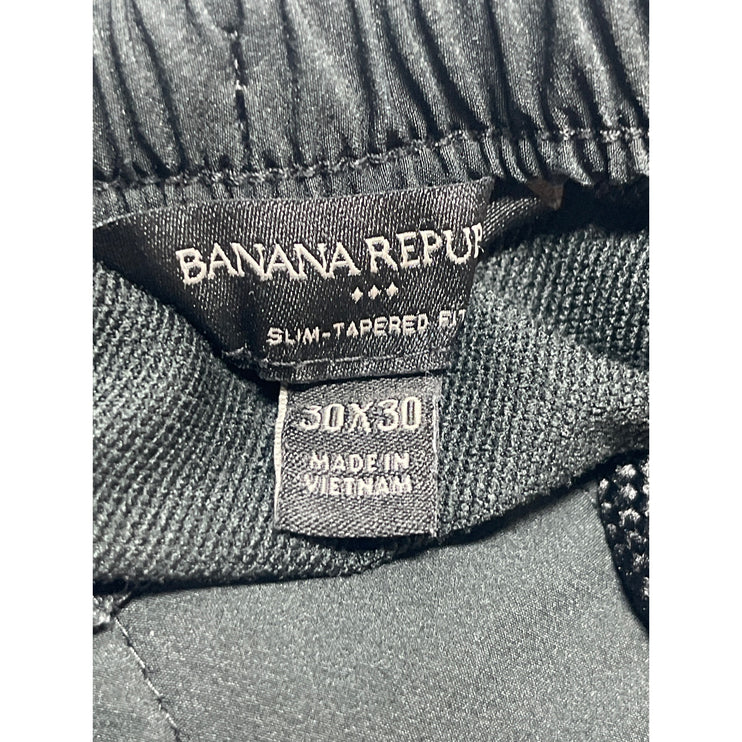 BANANA REPUB
SLIM-TAPERED FIT
30X30
MADE IN
VIETNAM